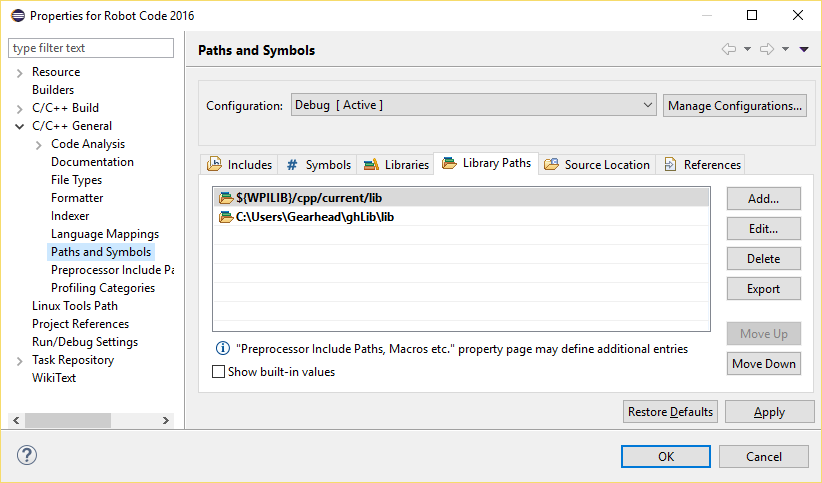 Properties for Robot Code 2016
type filter text
Resource
Builders
C/C++ Build
C/C++ General
Code Analysis
Documentation
File Types
Formatter
Indexer
Language Mappings
Paths and Symbols
Preprocessor Include Pa
Profiling Categories
Linux Tools Path
Project References
Run/Debug Settings
Task Repository
WikiText
Paths and Symbols
Configuration: Debug [ Active ] Manage Configurations...
Includes # Symbols Libraries Library Paths Source Location References
${WPILIB}/cpp/current/lib
C:\Users\Gearhead\ghLib\lib
Add...
Edit...
Delete
Export
Move Up
Move Down
"Preprocessor Include Paths, Macros etc." property page may define additional entries
Show built-in values
Restore Defaults Apply
? OK Cancel